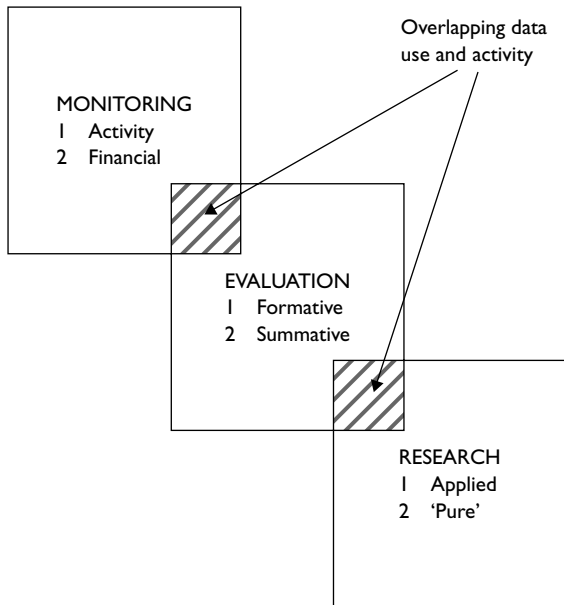 Overlapping data
use and activity
MONITORING
1 Activity
2 Financial
EVALUATION
1 Formative
2 Summative
RESEARCH
1 Applied
2 ‘Pure’